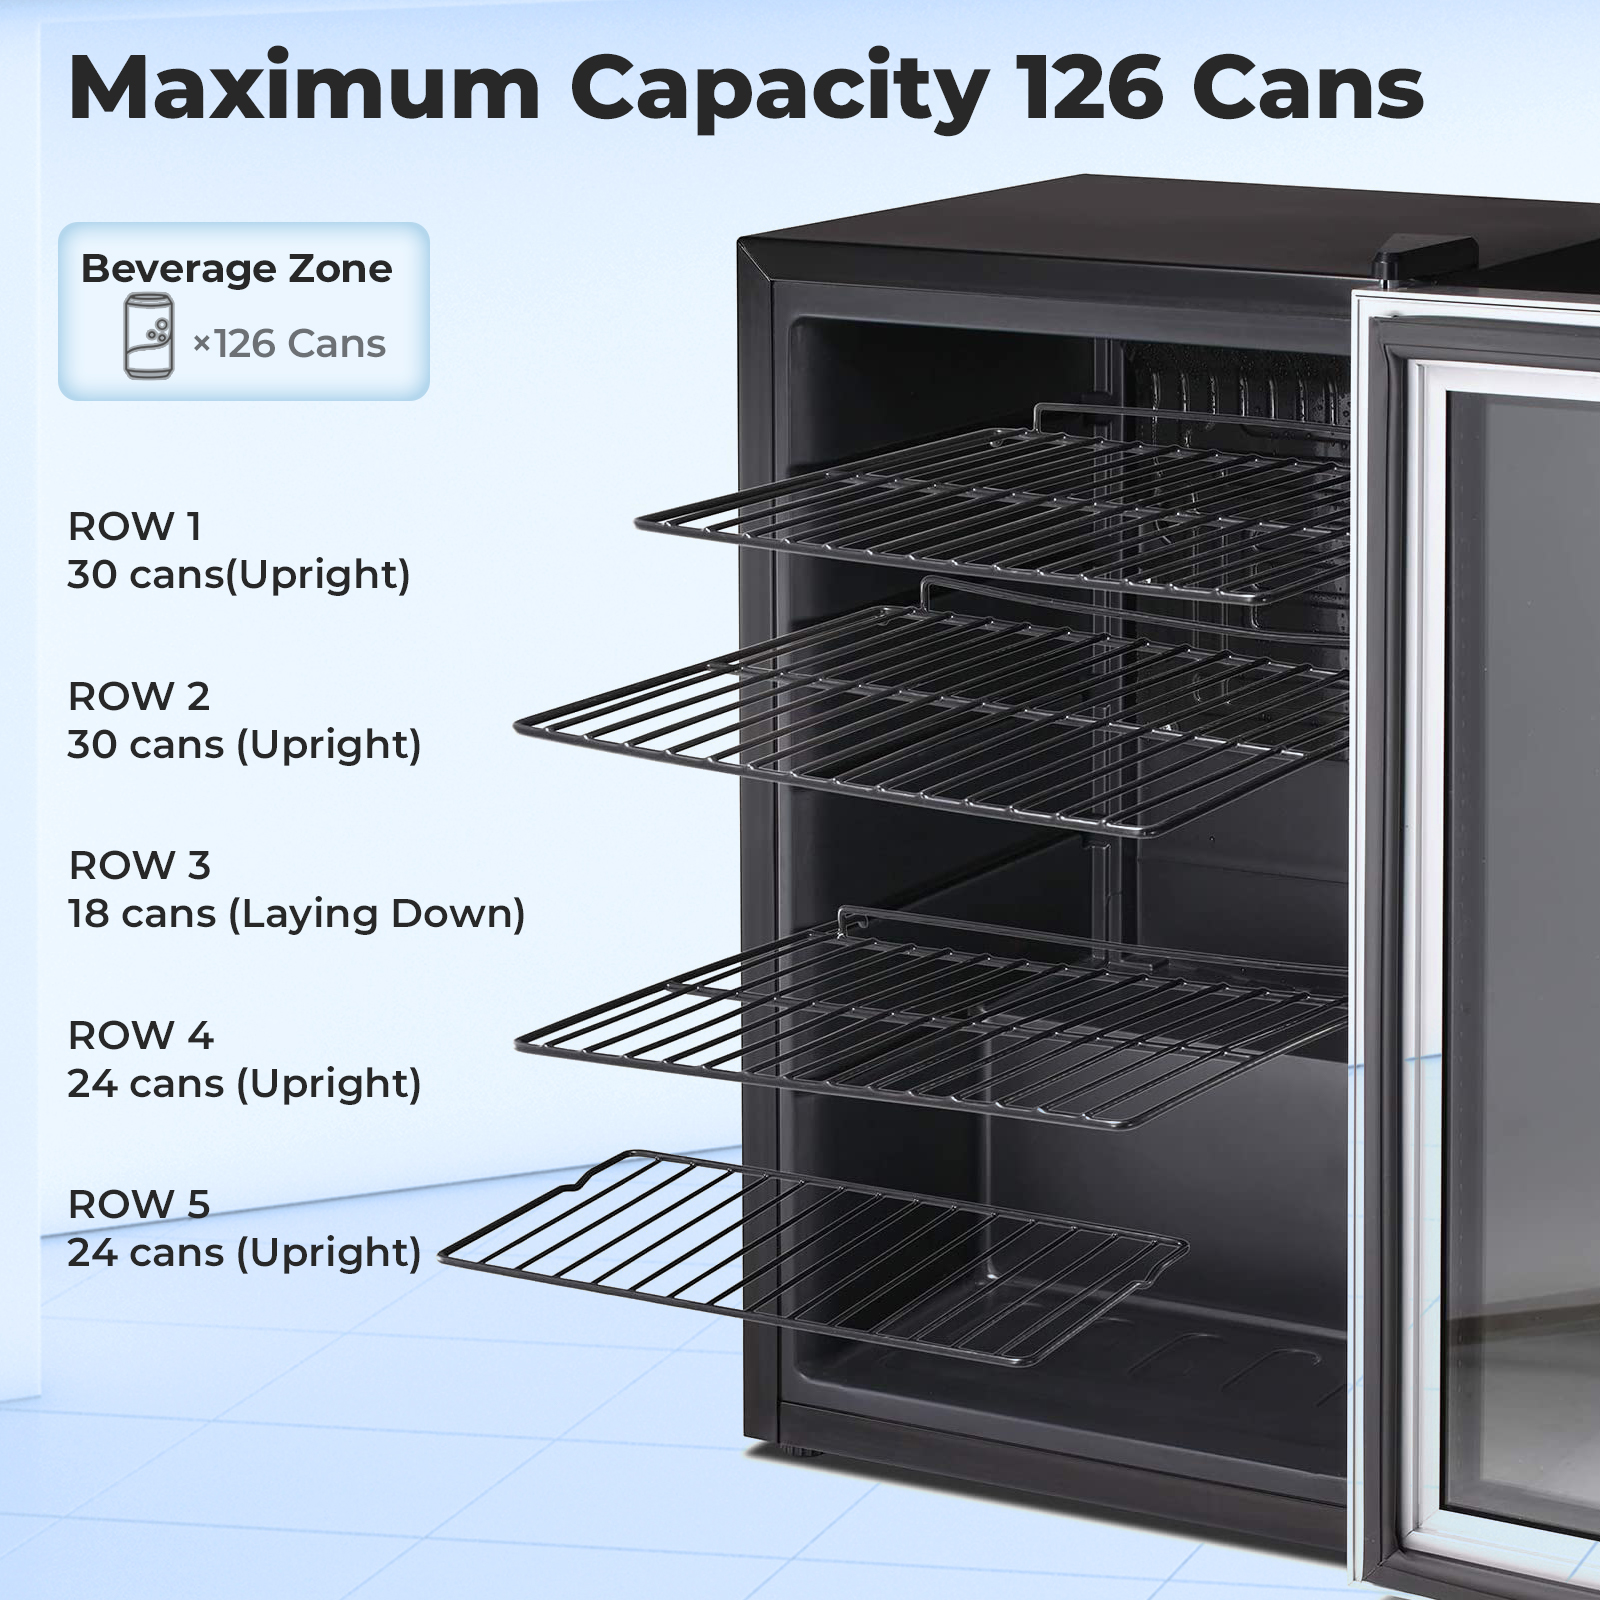 Maximum Capacity 126 Cans
Beverage Zone
×126 Cans
ROW 1
30 cans(Upright)
ROW 2
30 cans (Upright)
ROW 3
18 cans (Laying Down)
ROW 4
24 cans (Upright)
ROW 5
24 cans (Upright)